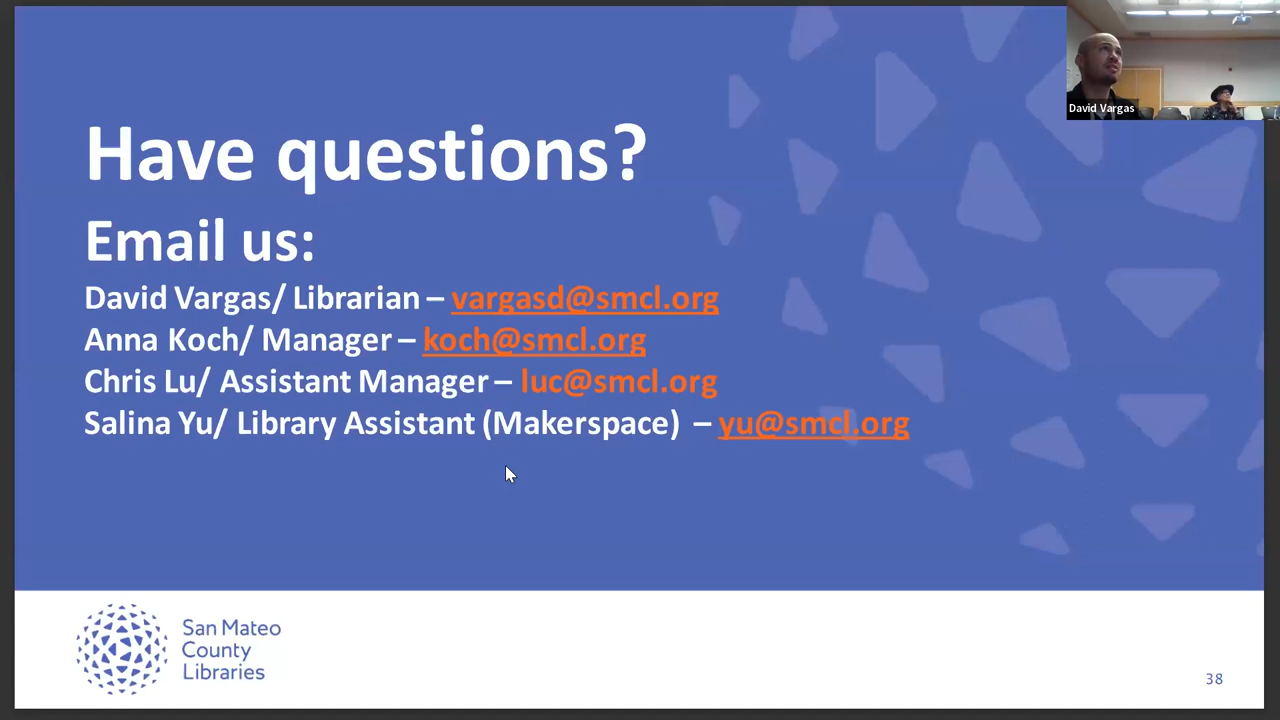 Have questions?
Email us:
David Vargas/ Librarian – vargasd@smcl.org
Anna Koch/ Manager – koch@smcl.org
Chris Lu/ Assistant Manager – luc@smcl.org
Salina Yu/ Library Assistant (Makerspace) – yu@smcl.org
David Vargas
San Mateo
County
Libraries
38